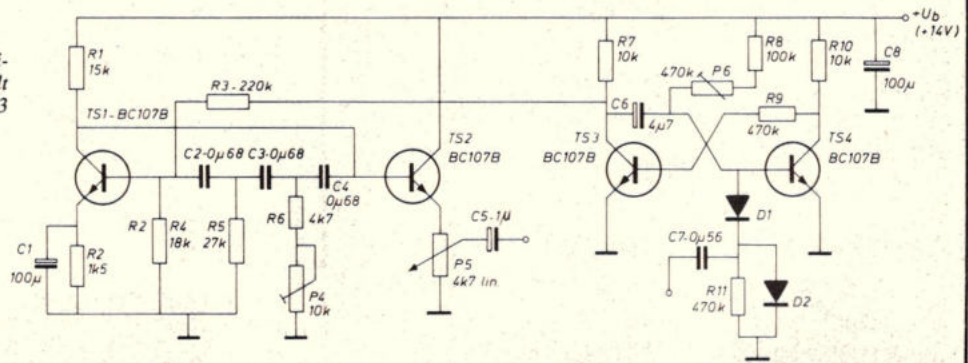 i-
lt
3
R1
15k
R3-220k
TS1-BC107B
C2-0µ68
C3-0µ68
C4
0µ68
C1
100µ
R2
1k5
R2
R4
18k
R5
27k
R6
4k7
P4
10k
TS2
BC107B
C5-1µ
P5
4k7 lin.
R7
10k
C6
4µ7
470k
P6
R8
100k
R9
470k
R10
10k
+Ub
(+14V)
C8
100µ
TS3
BC107B
TS4
BC107B
D1
C7-0µ56
R11
470k
D2